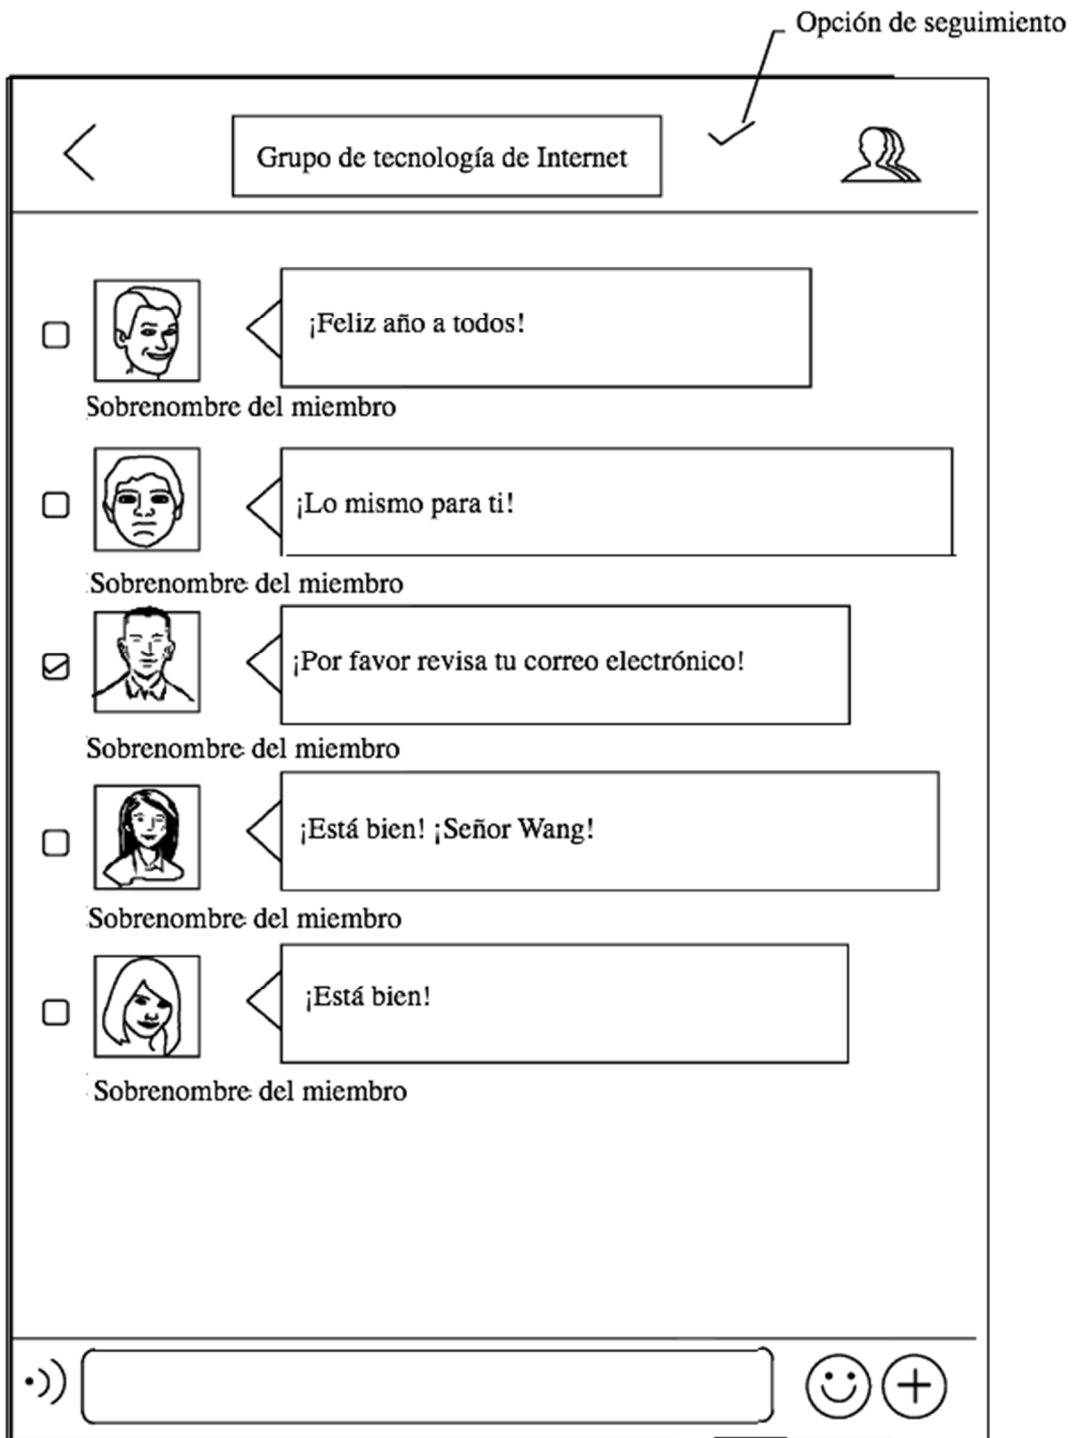 Opción de seguimiento
Grupo de tecnología de Internet
¡Feliz año a todos!
Sobrenombre del miembro
¡Lo mismo para ti!
Sobrenombre del miembro
¡Por favor revisa tu correo electrónico!
Sobrenombre del miembro
¡Está bien! ¡Señor Wang!
Sobrenombre del miembro
¡Está bien!
Sobrenombre del miembro